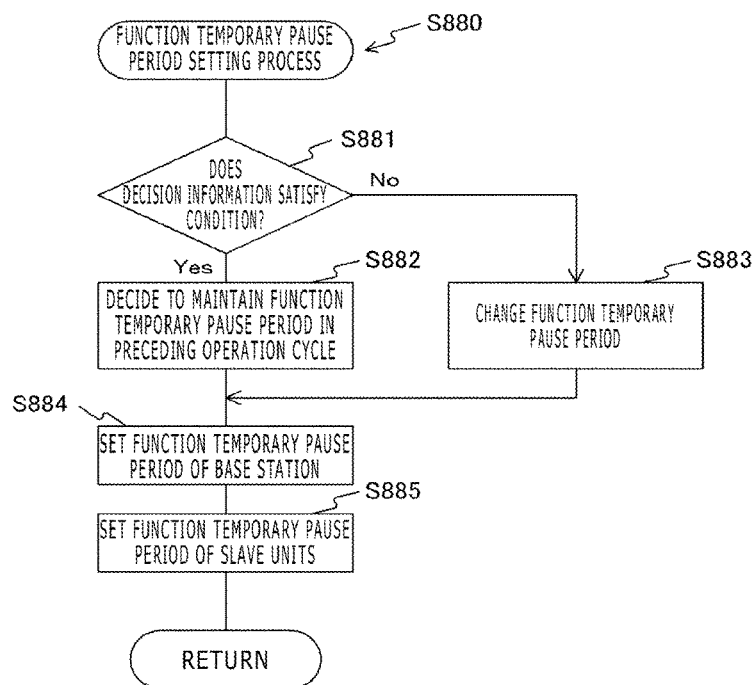 FUNCTION TEMPORARY PAUSE
PERIOD SETTING PROCESS
S880
S881
DOES
DECISION INFORMATION SATISFY
CONDITION?
No
Yes
S882
DECIDE TO MAINTAIN FUNCTION
TEMPORARY PAUSE PERIOD IN
PRECEDING OPERATION CYCLE
S883
CHANGE FUNCTION TEMPORARY
PAUSE PERIOD
S884
SET FUNCTION TEMPORARY PAUSE
PERIOD OF BASE STATION
S885
SET FUNCTION TEMPORARY PAUSE
PERIOD OF SLAVE UNITS
RETURN